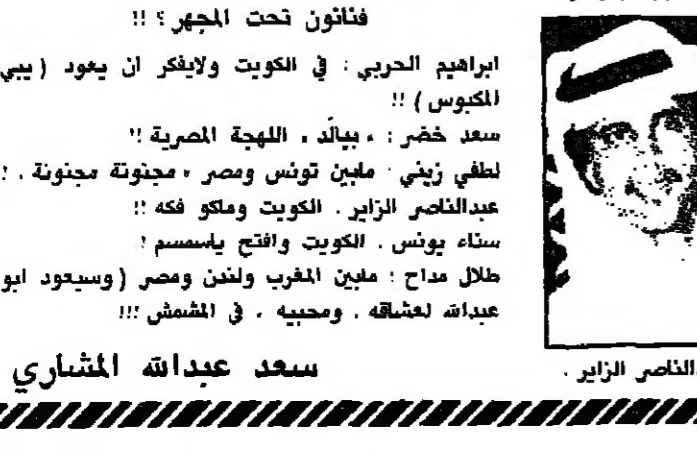 فنانون تحت المجهر ؟ !!
ابراهيم الحربي : في الكويت ولايفكر ان يعود ( يبي
المكبوس ) !!
سعد خضر : « بيالد » اللهجة المصرية !!
لطفي زيني : مابين تونس ومصر « مجنونة مجنونة » . !
عبدالناصر الزاير . الكويت وماكو فكه !!
سناء يونس . الكويت وافتح ياسمسم !
طلال مداح : مابين المغرب ولندن ومصر ( وسيعود ابو
عبدالله لعشاقه . ومحبيه . في المشمش !!!
سعد عبدالله المشاري
الناصر الزاير .